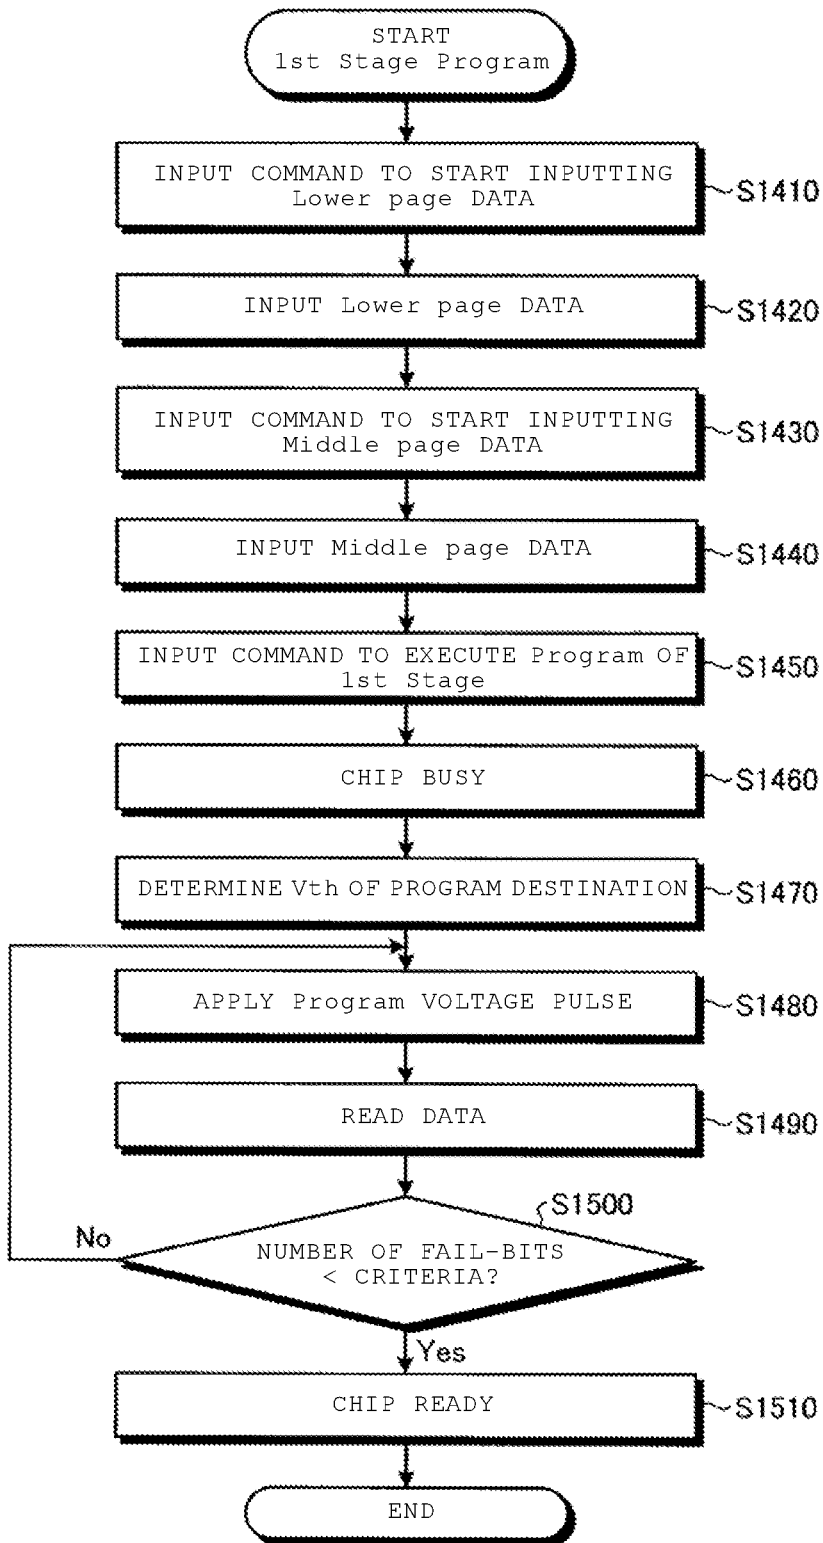 START
1st Stage Program
INPUT COMMAND TO START INPUTTING
Lower page DATA
S1410
INPUT Lower page DATA
S1420
INPUT COMMAND TO START INPUTTING
Middle page DATA
S1430
INPUT Middle page DATA
S1440
INPUT COMMAND TO EXECUTE Program OF
1st Stage
S1450
CHIP BUSY
S1460
DETERMINE Vth OF PROGRAM DESTINATION
S1470
APPLY Program VOLTAGE PULSE
S1480
READ DATA
S1490
S1500
No
NUMBER OF FAIL-BITS
< CRITERIA?
Yes
CHIP READY
S1510
END